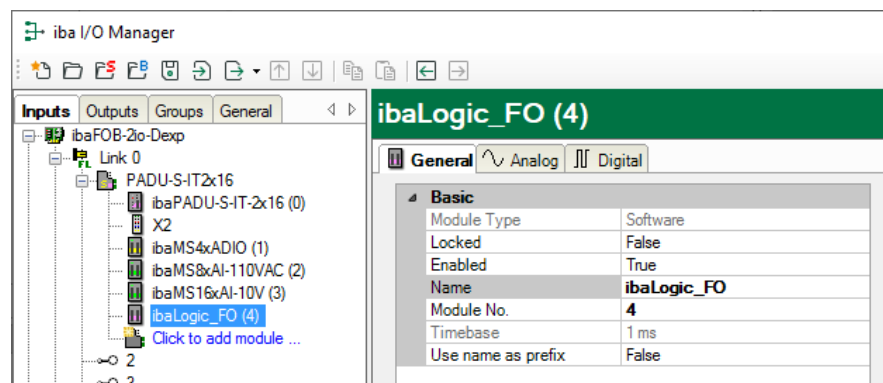 iba I/O Manager
Inputs Outputs Groups General
ibaFOB-2io-Dexp
Link 0
PADU-S-IT2x16
ibaPADU-S-IT-2x16 (0)
X2
ibaMS4xADIO (1)
ibaMS8xAI-110VAC (2)
ibaMS16xAI-10V (3)
ibaLogic_FO (4)
Click to add module ...
2
3
ibaLogic_FO (4)
General Analog Digital
Basic
Module Type Software
Locked False
Enabled True
Name ibaLogic_FO
Module No. 4
Timebase 1 ms
Use name as prefix False